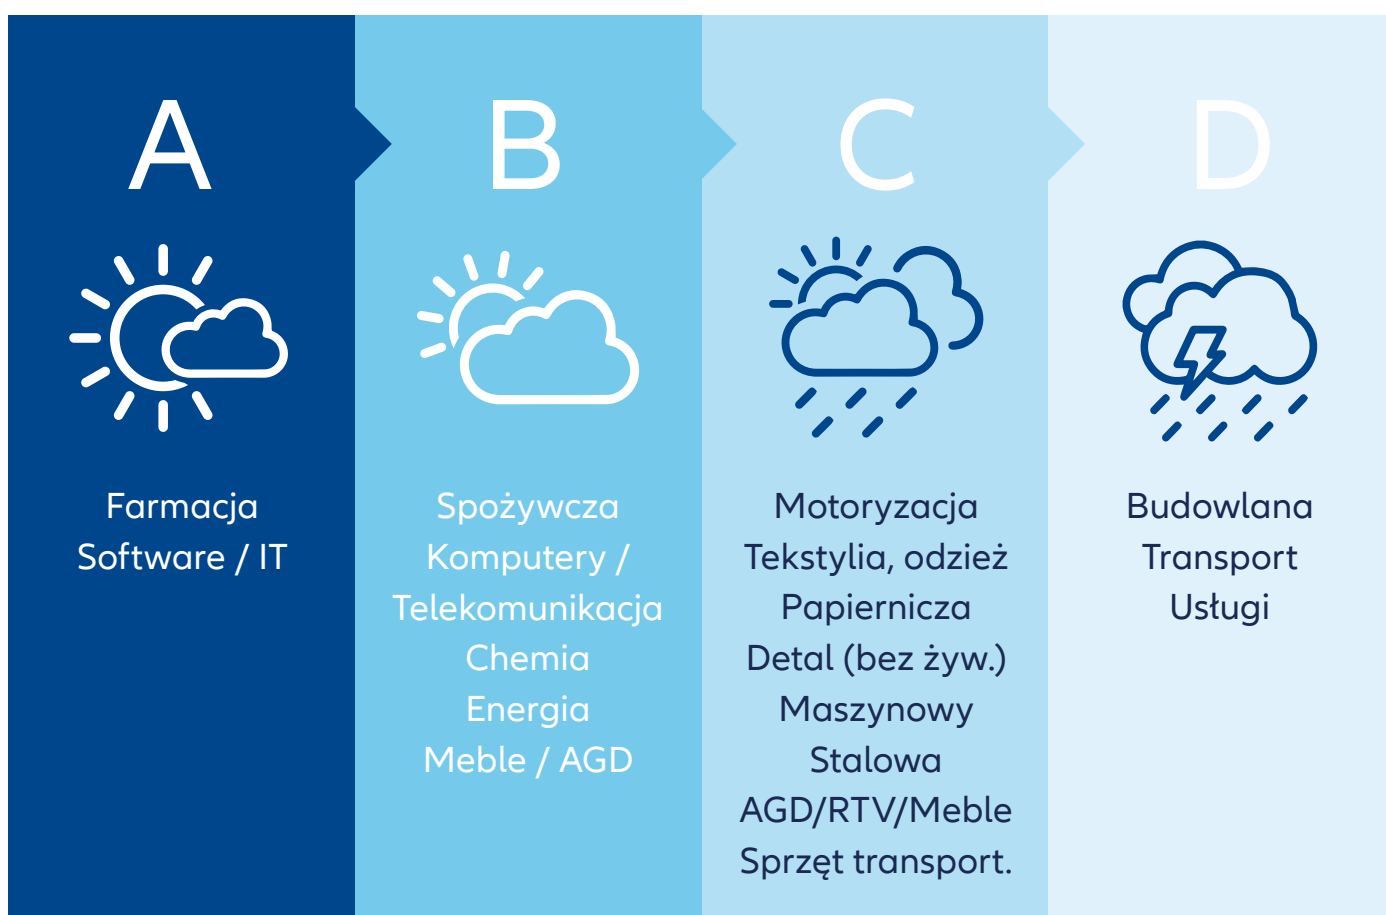 A
Farmacja
Software / IT
B
Spożywcza
Komputery /
Telekomunikacja
Chemia
Energia
Meble / AGD
C
Motoryzacja
Tekstylia, odzież
Papiernicza
Detal (bez żyw.)
Maszynowy
Stalowa
AGD/RTV/Meble
Sprzęt transport.
D
Budowlana
Transport
Usługi